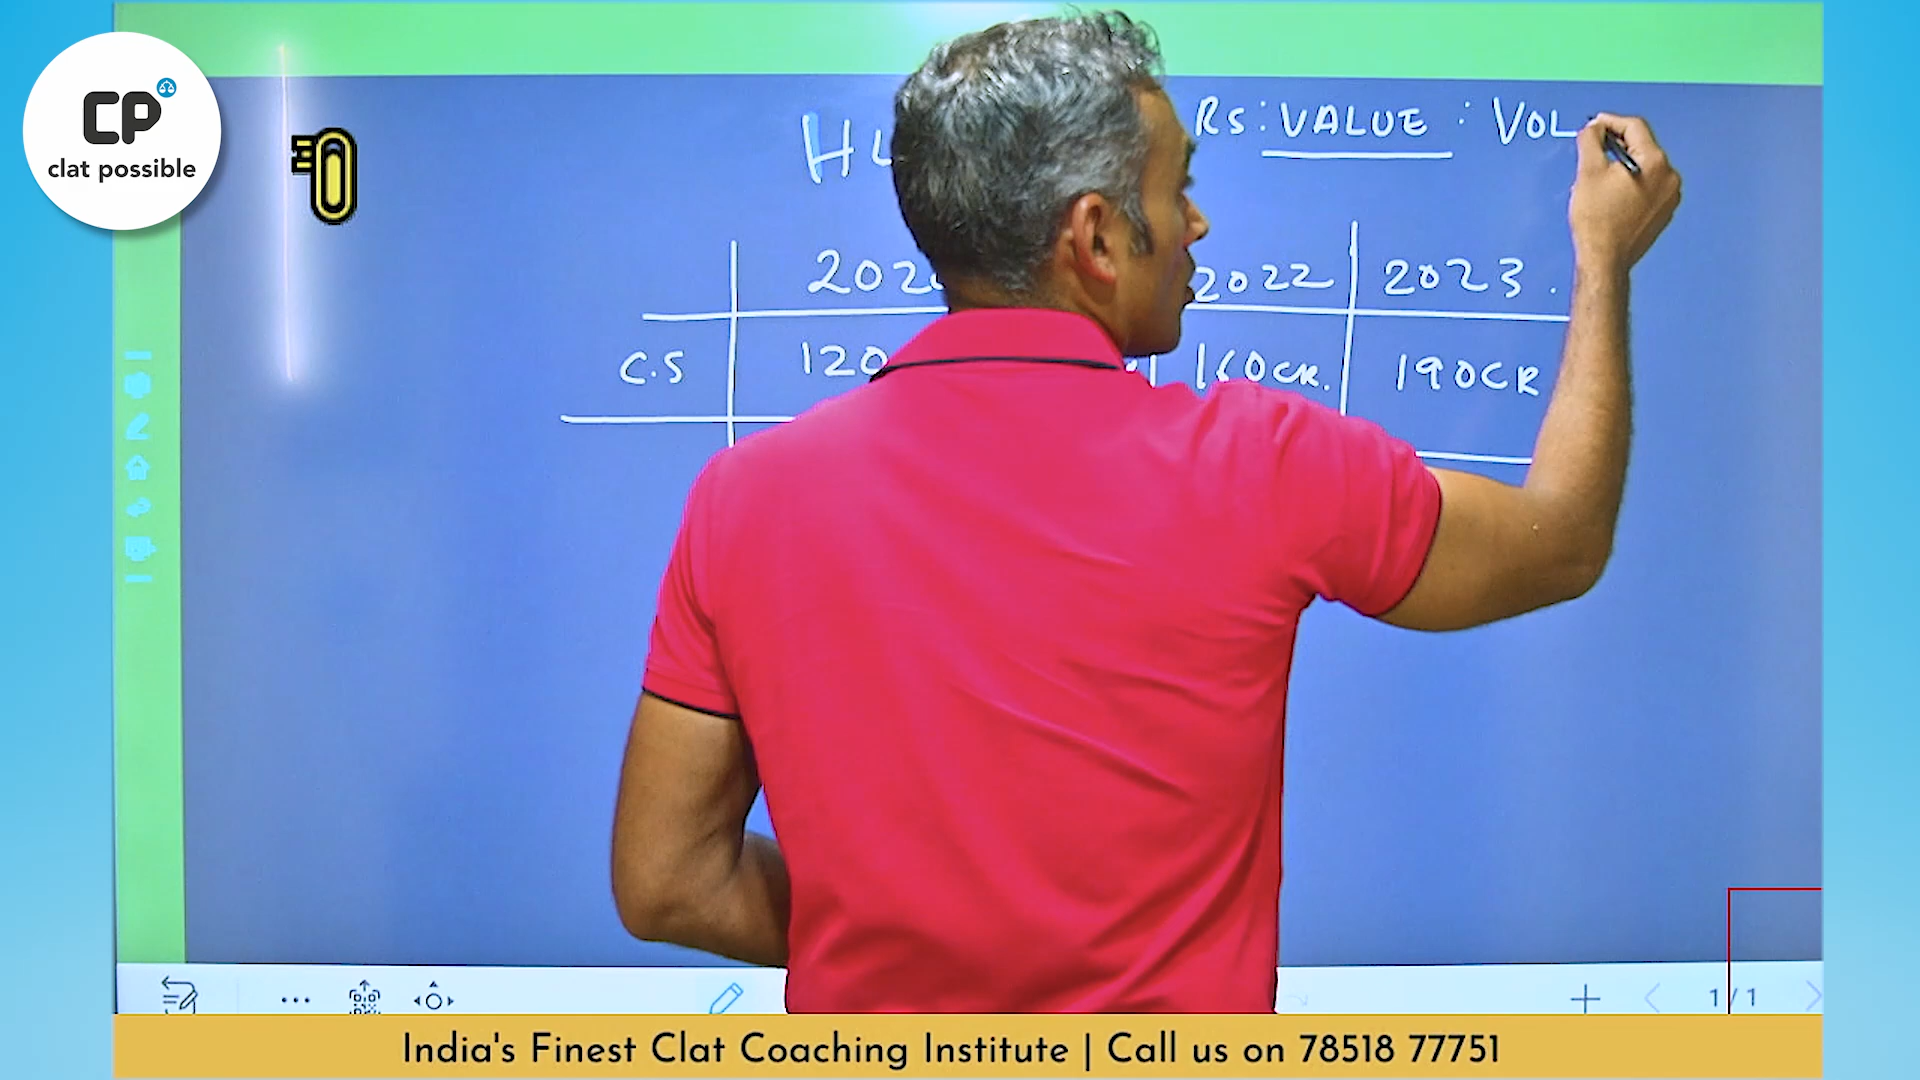 CP
clat possible
Rs: VALUE : VOL
2022 2023.
C.S 160CR. 190CR
1/1
India's Finest Clat Coaching Institute | Call us on 78518 77751